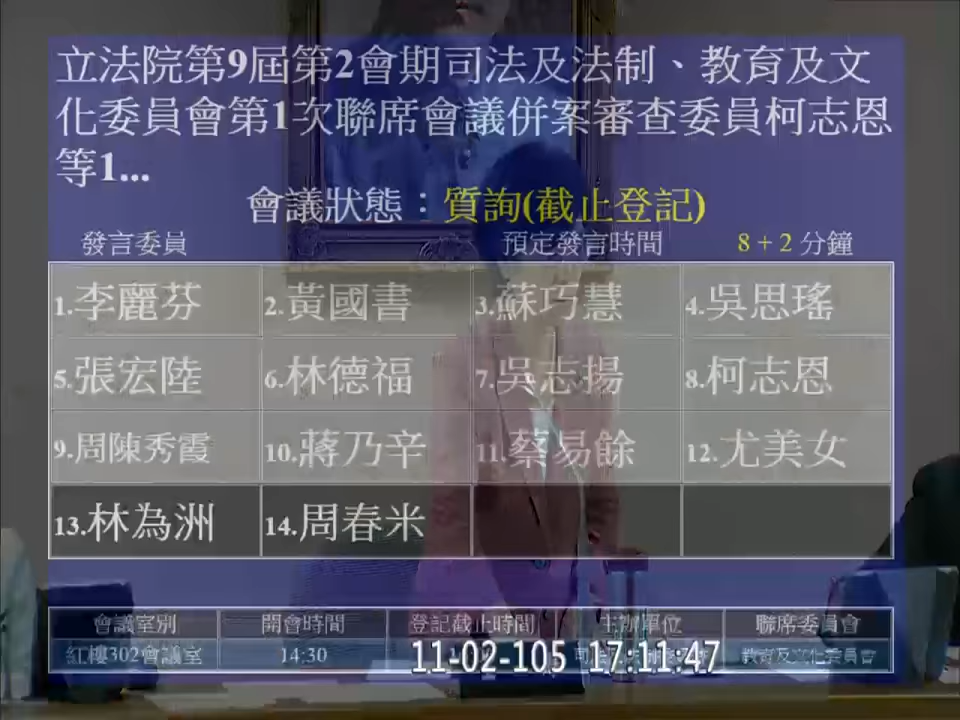 立法院第9屆第2會期司法及法制、教育及文
化委員會第1次聯席會議併案審查委員柯志恩
等1...
會議狀態：質詢(截止登記)
發言委員 預定發言時間 8 + 2 分鐘
1.李麗芬 2.黃國書 3.蘇巧慧 4.吳思瑤
5.張宏陸 6.林德福 7.吳志揚 8.柯志恩
9.周陳秀霞 10.蔣乃辛 11.蔡易餘 12.尤美女
13.林為洲 14.周春米
會議室別 開會時間 登記截止時間 主辦單位 聯席委員會
紅樓302會議室 14:30 教育及文化委員會
11-02-105 17:11:47